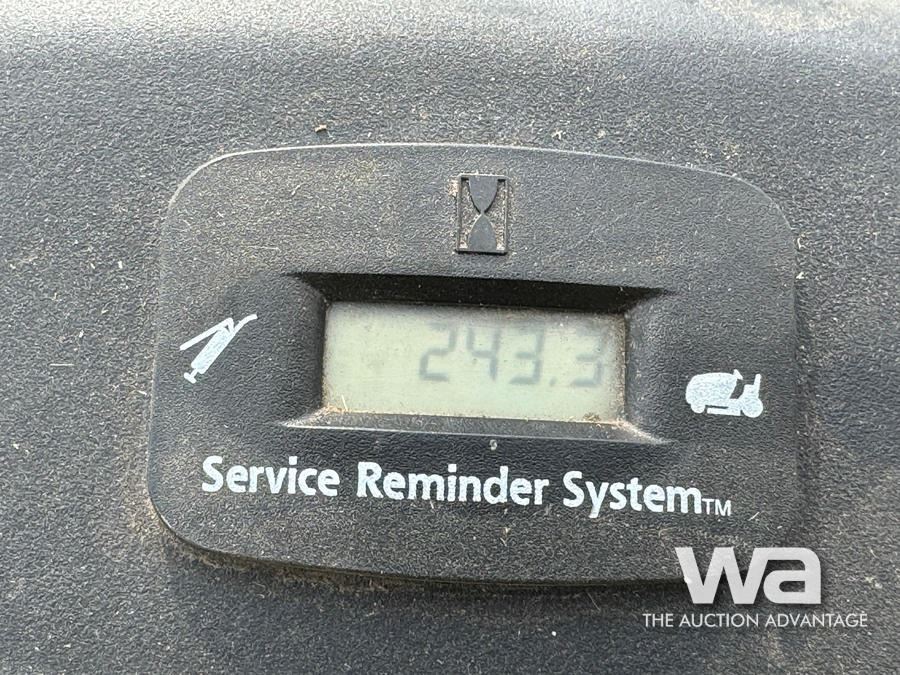 243.3
Service Reminder System™
wa
THE AUCTION ADVANTAGE